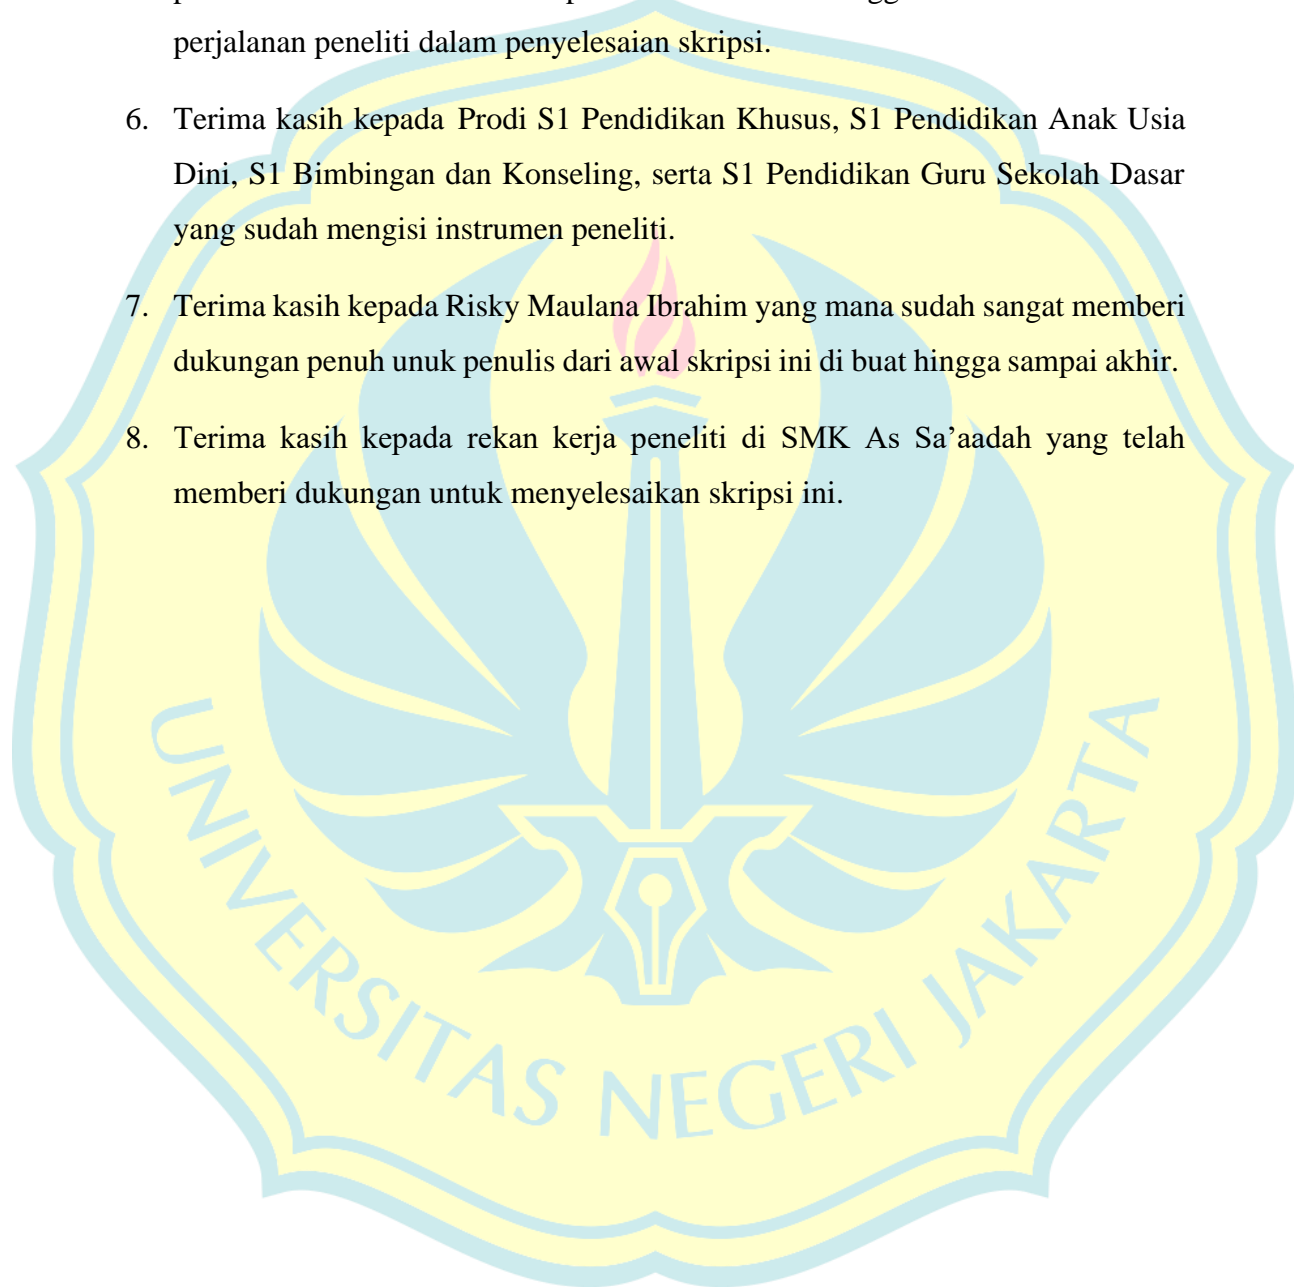 perjalanan peneliti dalam penyelesaian skripsi.
6. Terima kasih kepada Prodi S1 Pendidikan Khusus, S1 Pendidikan Anak Usia
Dini, S1 Bimbingan dan Konseling, serta S1 Pendidikan Guru Sekolah Dasar
yang sudah mengisi instrumen peneliti.
7. Terima kasih kepada Risky Maulana Ibrahim yang mana sudah sangat memberi
dukungan penuh unuk penulis dari awal skripsi ini di buat hingga sampai akhir.
8. Terima kasih kepada rekan kerja peneliti di SMK As Sa’aadah yang telah
memberi dukungan untuk menyelesaikan skripsi ini.
UNIVERSITAS NEGERI JAKARTA